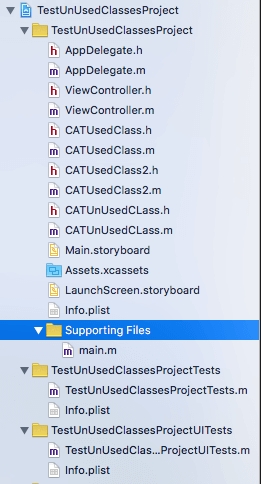 TestUnUsedClassesProject
TestUnUsedClassesProject
h AppDelegate.h
m AppDelegate.m
h ViewController.h
m ViewController.m
h CATUsedClass.h
m CATUsedClass.m
h CATUsedClass2.h
m CATUsedClass2.m
h CATUnUsedCLass.h
m CATUnUsedCLass.m
Main.storyboard
Assets.xcassets
LaunchScreen.storyboard
Info.plist
Supporting Files
m main.m
TestUnUsedClassesProjectTests
m TestUnUsedClassesProjectTests.m
Info.plist
TestUnUsedClassesProjectUITests
m TestUnUsedCla...ProjectUITests.m
Info.plist